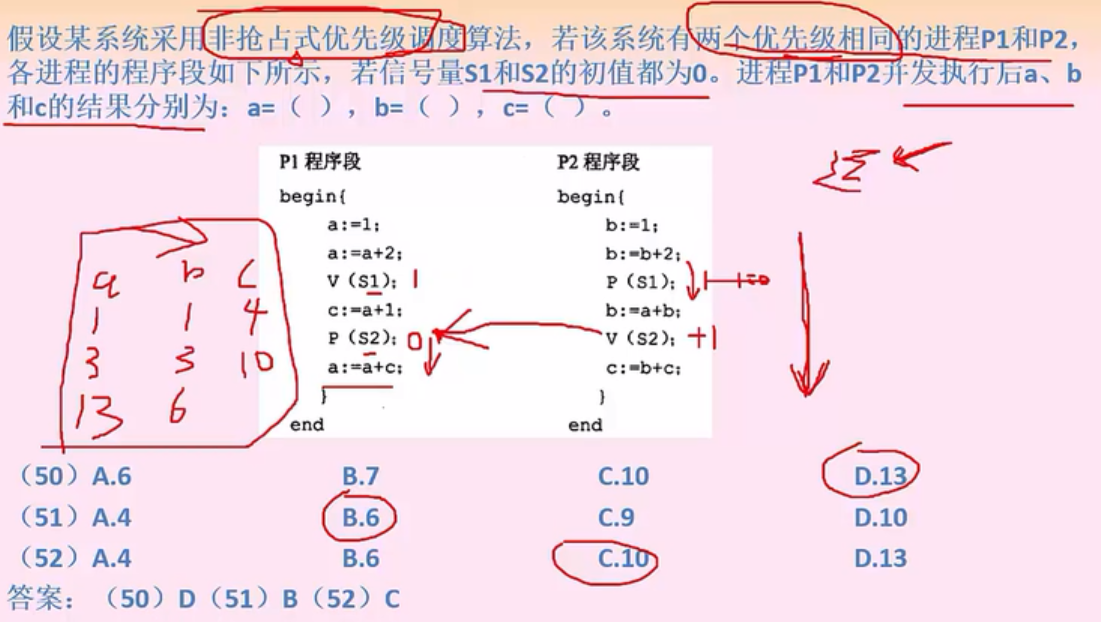 假设某系统采用非抢占式优先级调度算法，若该系统有两个优先级相同的进程P1和P2，
各进程的程序段如下所示，若信号量S1和S2的初值都为0。进程P1和P2并发执行后a、b
和c的结果分别为：a=（ ），b=（ ），c=（ ）。
P1 程序段 P2 程序段
begin{ begin{
a:=1; b:=1;
a:=a+2; b:=b+2;
V (S1); 1 P (S1);
c:=a+1; b:=a+b;
P (S2); 0 V (S2); +1
a:=a+c; c:=b+c;
} }
end end
a b c
1 1 4
3 3 10
13 6
（50）A.6 B.7 C.10 D.13
（51）A.4 B.6 C.9 D.10
（52）A.4 B.6 C.10 D.13
答案：（50）D（51）B（52）C